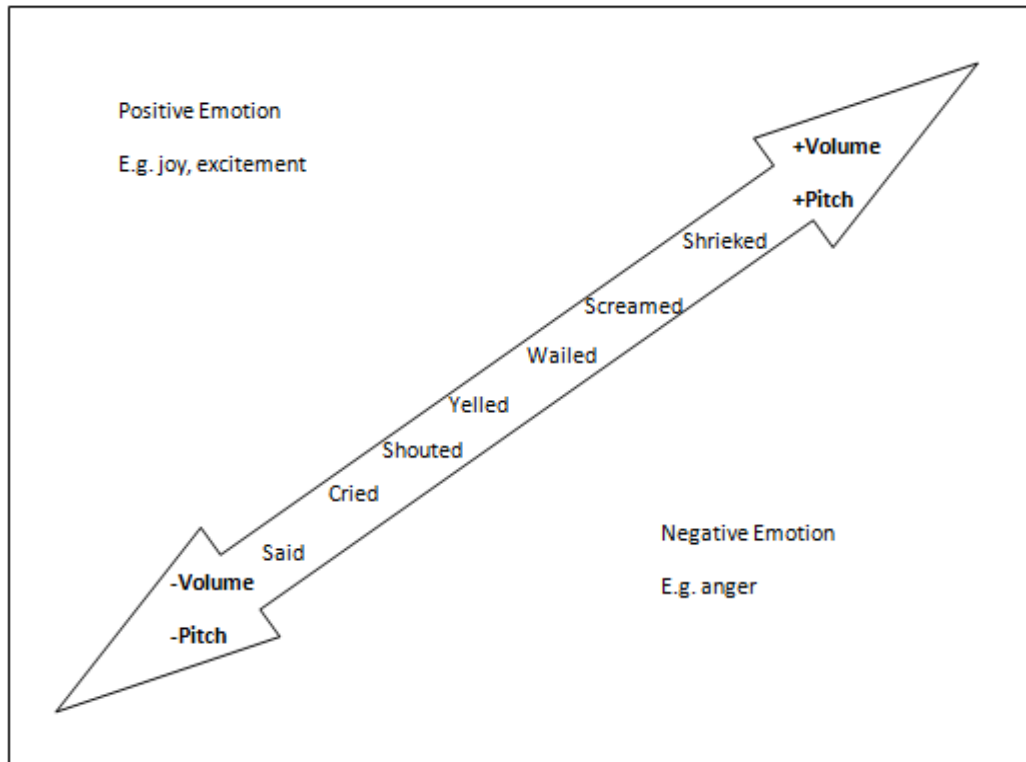 Positive Emotion
E.g. joy, excitement
+Volume
+Pitch
Shrieked
Screamed
Wailed
Yelled
Shouted
Cried
Said
-Volume
-Pitch
Negative Emotion
E.g. anger